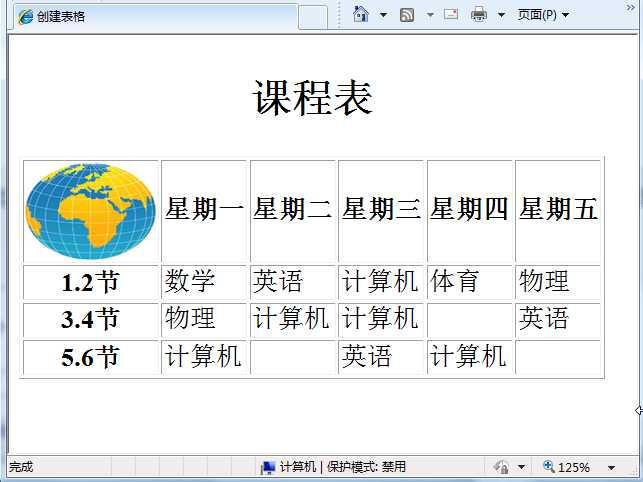 创建表格
页面(P)
课程表
星期一 星期二 星期三 星期四 星期五
1.2节 数学 英语 计算机 体育 物理
3.4节 物理 计算机 计算机 英语
5.6节 计算机 英语 计算机
完成 计算机 | 保护模式: 禁用 125%